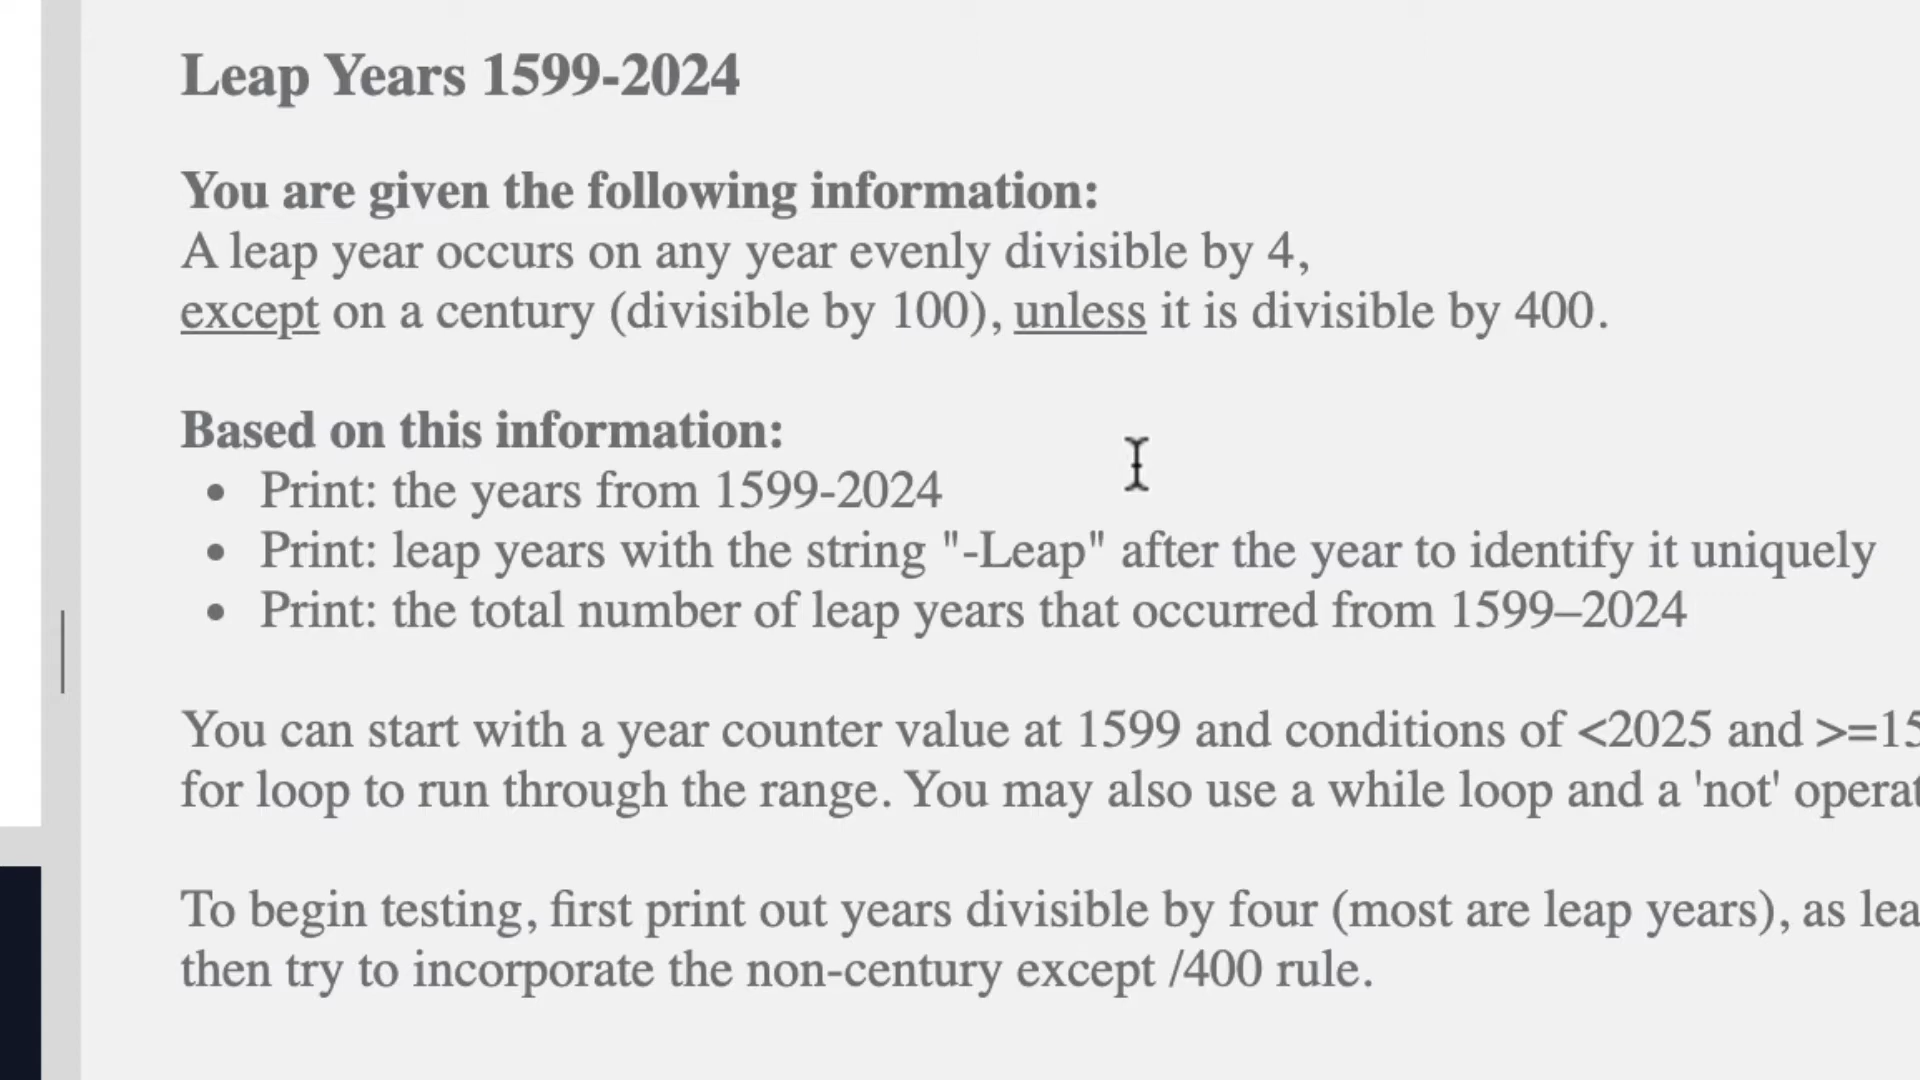 Leap Years 1599-2024
You are given the following information:
A leap year occurs on any year evenly divisible by 4,
except on a century (divisible by 100), unless it is divisible by 400.
Based on this information:
• Print: the years from 1599-2024
• Print: leap years with the string "-Leap" after the year to identify it uniquely
• Print: the total number of leap years that occurred from 1599–2024
You can start with a year counter value at 1599 and conditions of <2025 and >=15
for loop to run through the range. You may also use a while loop and a 'not' operat
To begin testing, first print out years divisible by four (most are leap years), as lea
then try to incorporate the non-century except /400 rule.